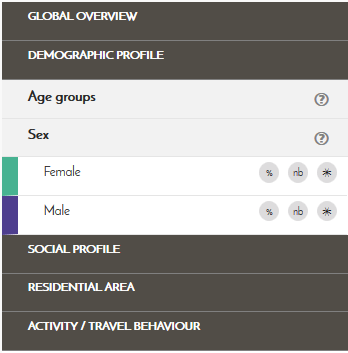 GLOBAL OVERVIEW
DEMOGRAPHIC PROFILE
Age groups ?
Sex ?
Female % nb
Male % nb
SOCIAL PROFILE
RESIDENTIAL AREA
ACTIVITY / TRAVEL BEHAVIOUR